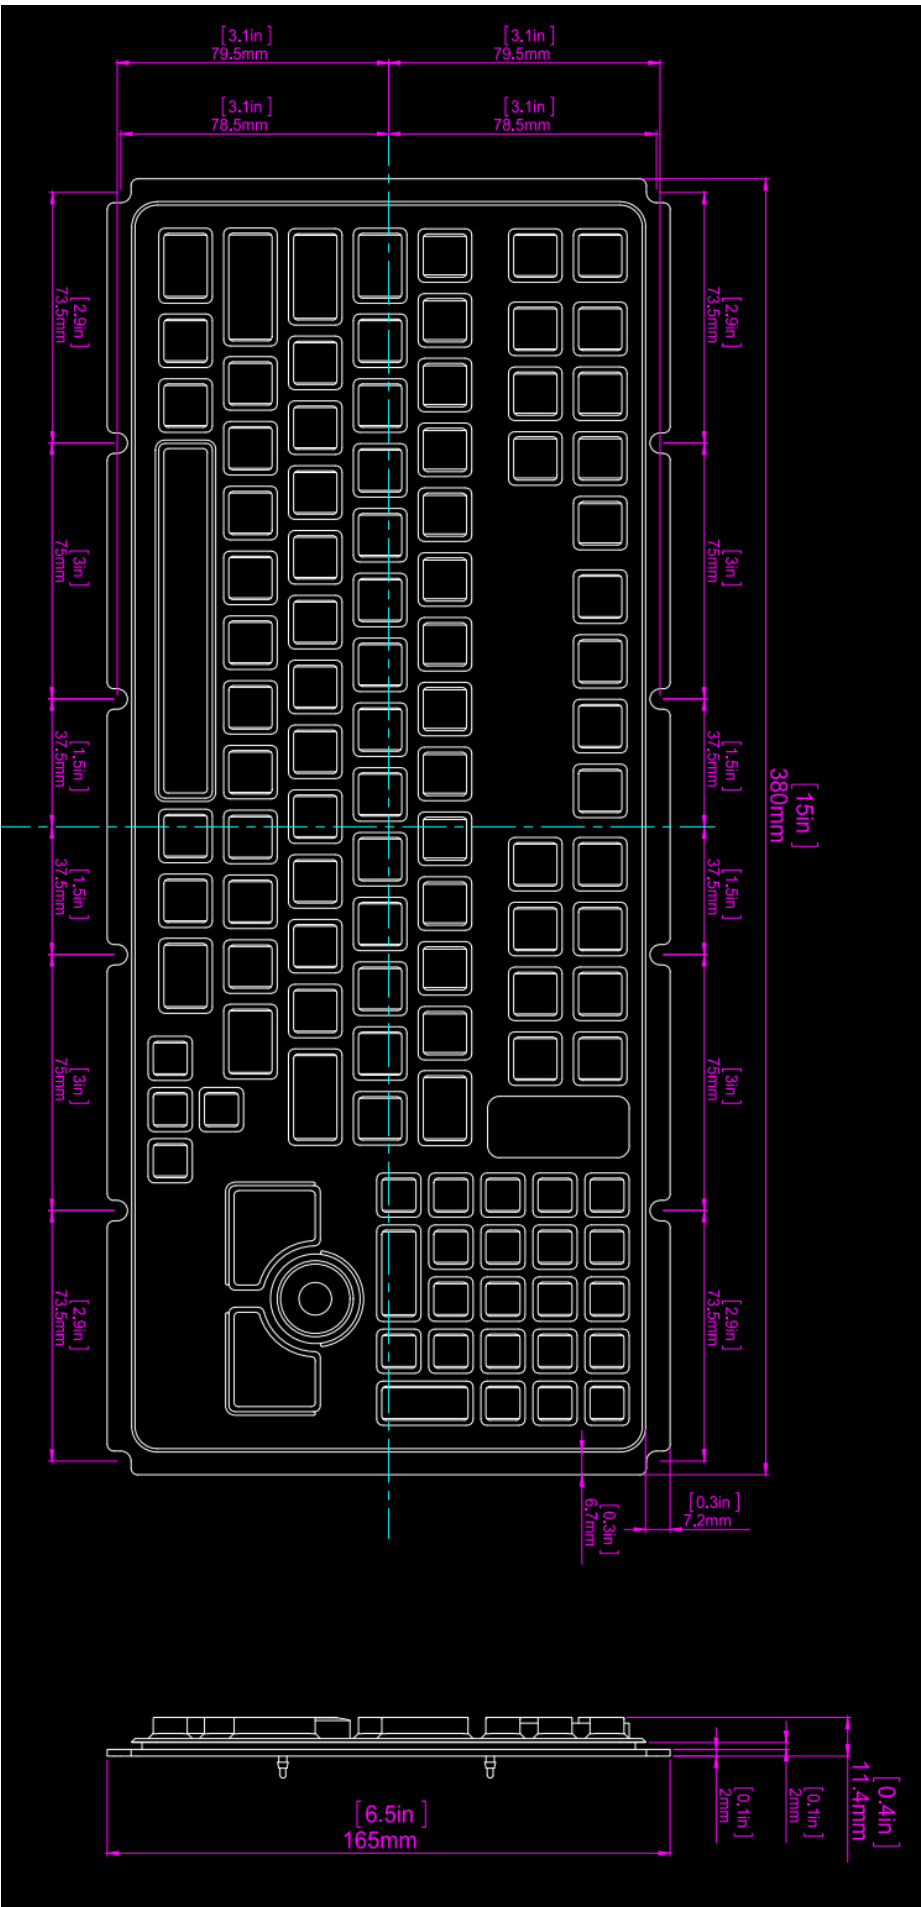 [3.1in]
79.5mm
[3.1in]
79.5mm
[3.1in]
78.5mm
[3.1in]
78.5mm
[2.9in]
73.5mm
[2.9in]
73.5mm
[3in]
75mm
[3in]
75mm
[1.5in]
37.5mm
[1.5in]
37.5mm
[15in]
380mm
[1.5in]
37.5mm
[1.5in]
37.5mm
[3in]
75mm
[3in]
75mm
[2.9in]
73.5mm
[2.9in]
73.5mm
[0.3in]
6.7mm
[0.3in]
7.2mm
[0.1in]
2mm
[0.1in]
2mm
[0.4in]
11.4mm
[6.5in]
165mm